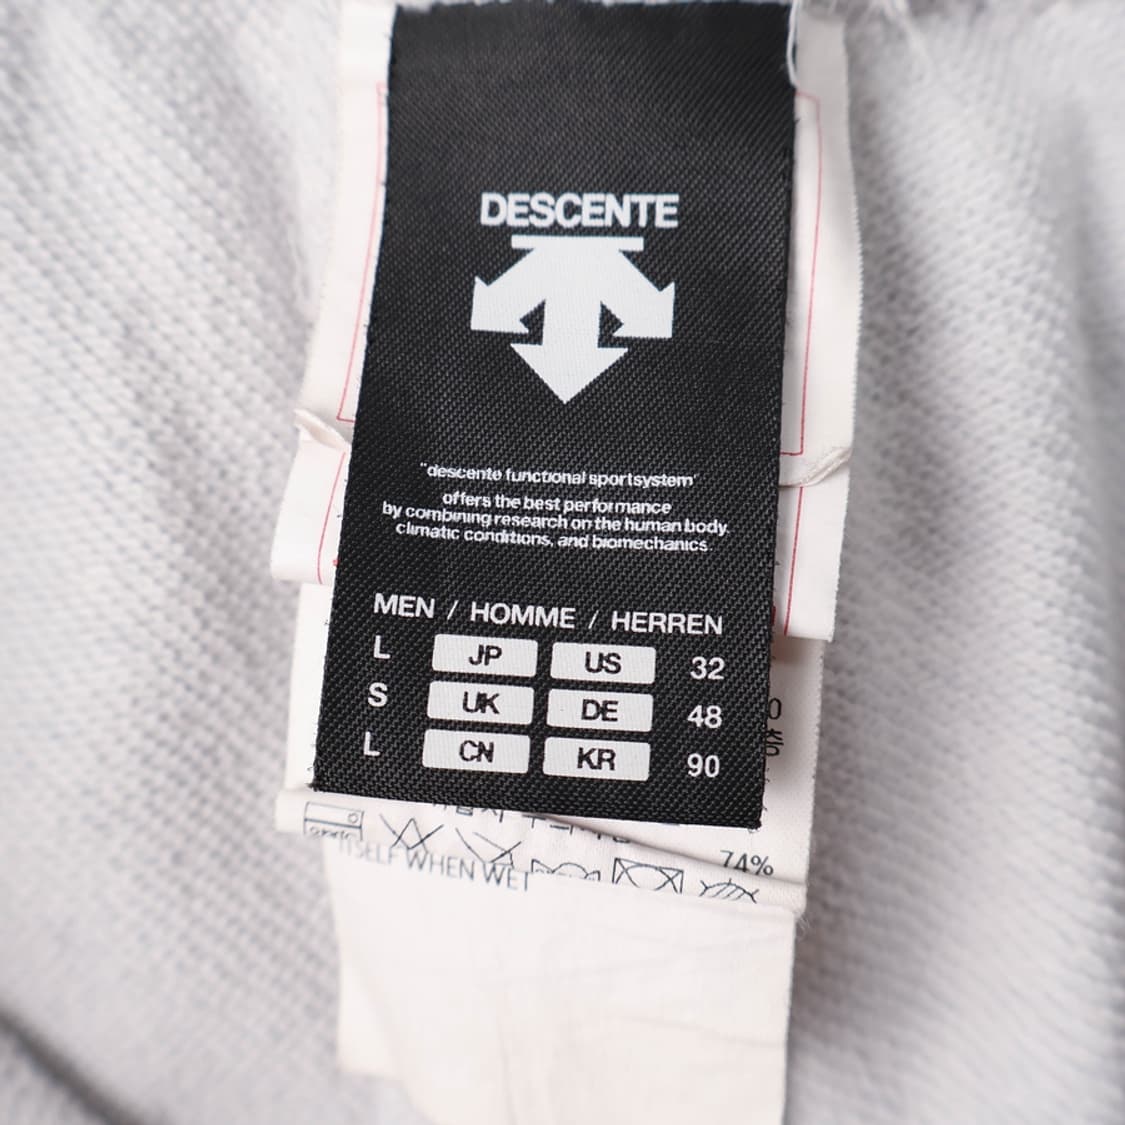 DESCENTE
"descente functional sportsystem"
offers the best performance
by combining research on the human body,
climatic conditions, and biomechanics.
MEN / HOMME / HERREN
L JP US 32
S UK DE 48
L CN KR 90
74%
ITSELF WHEN WET